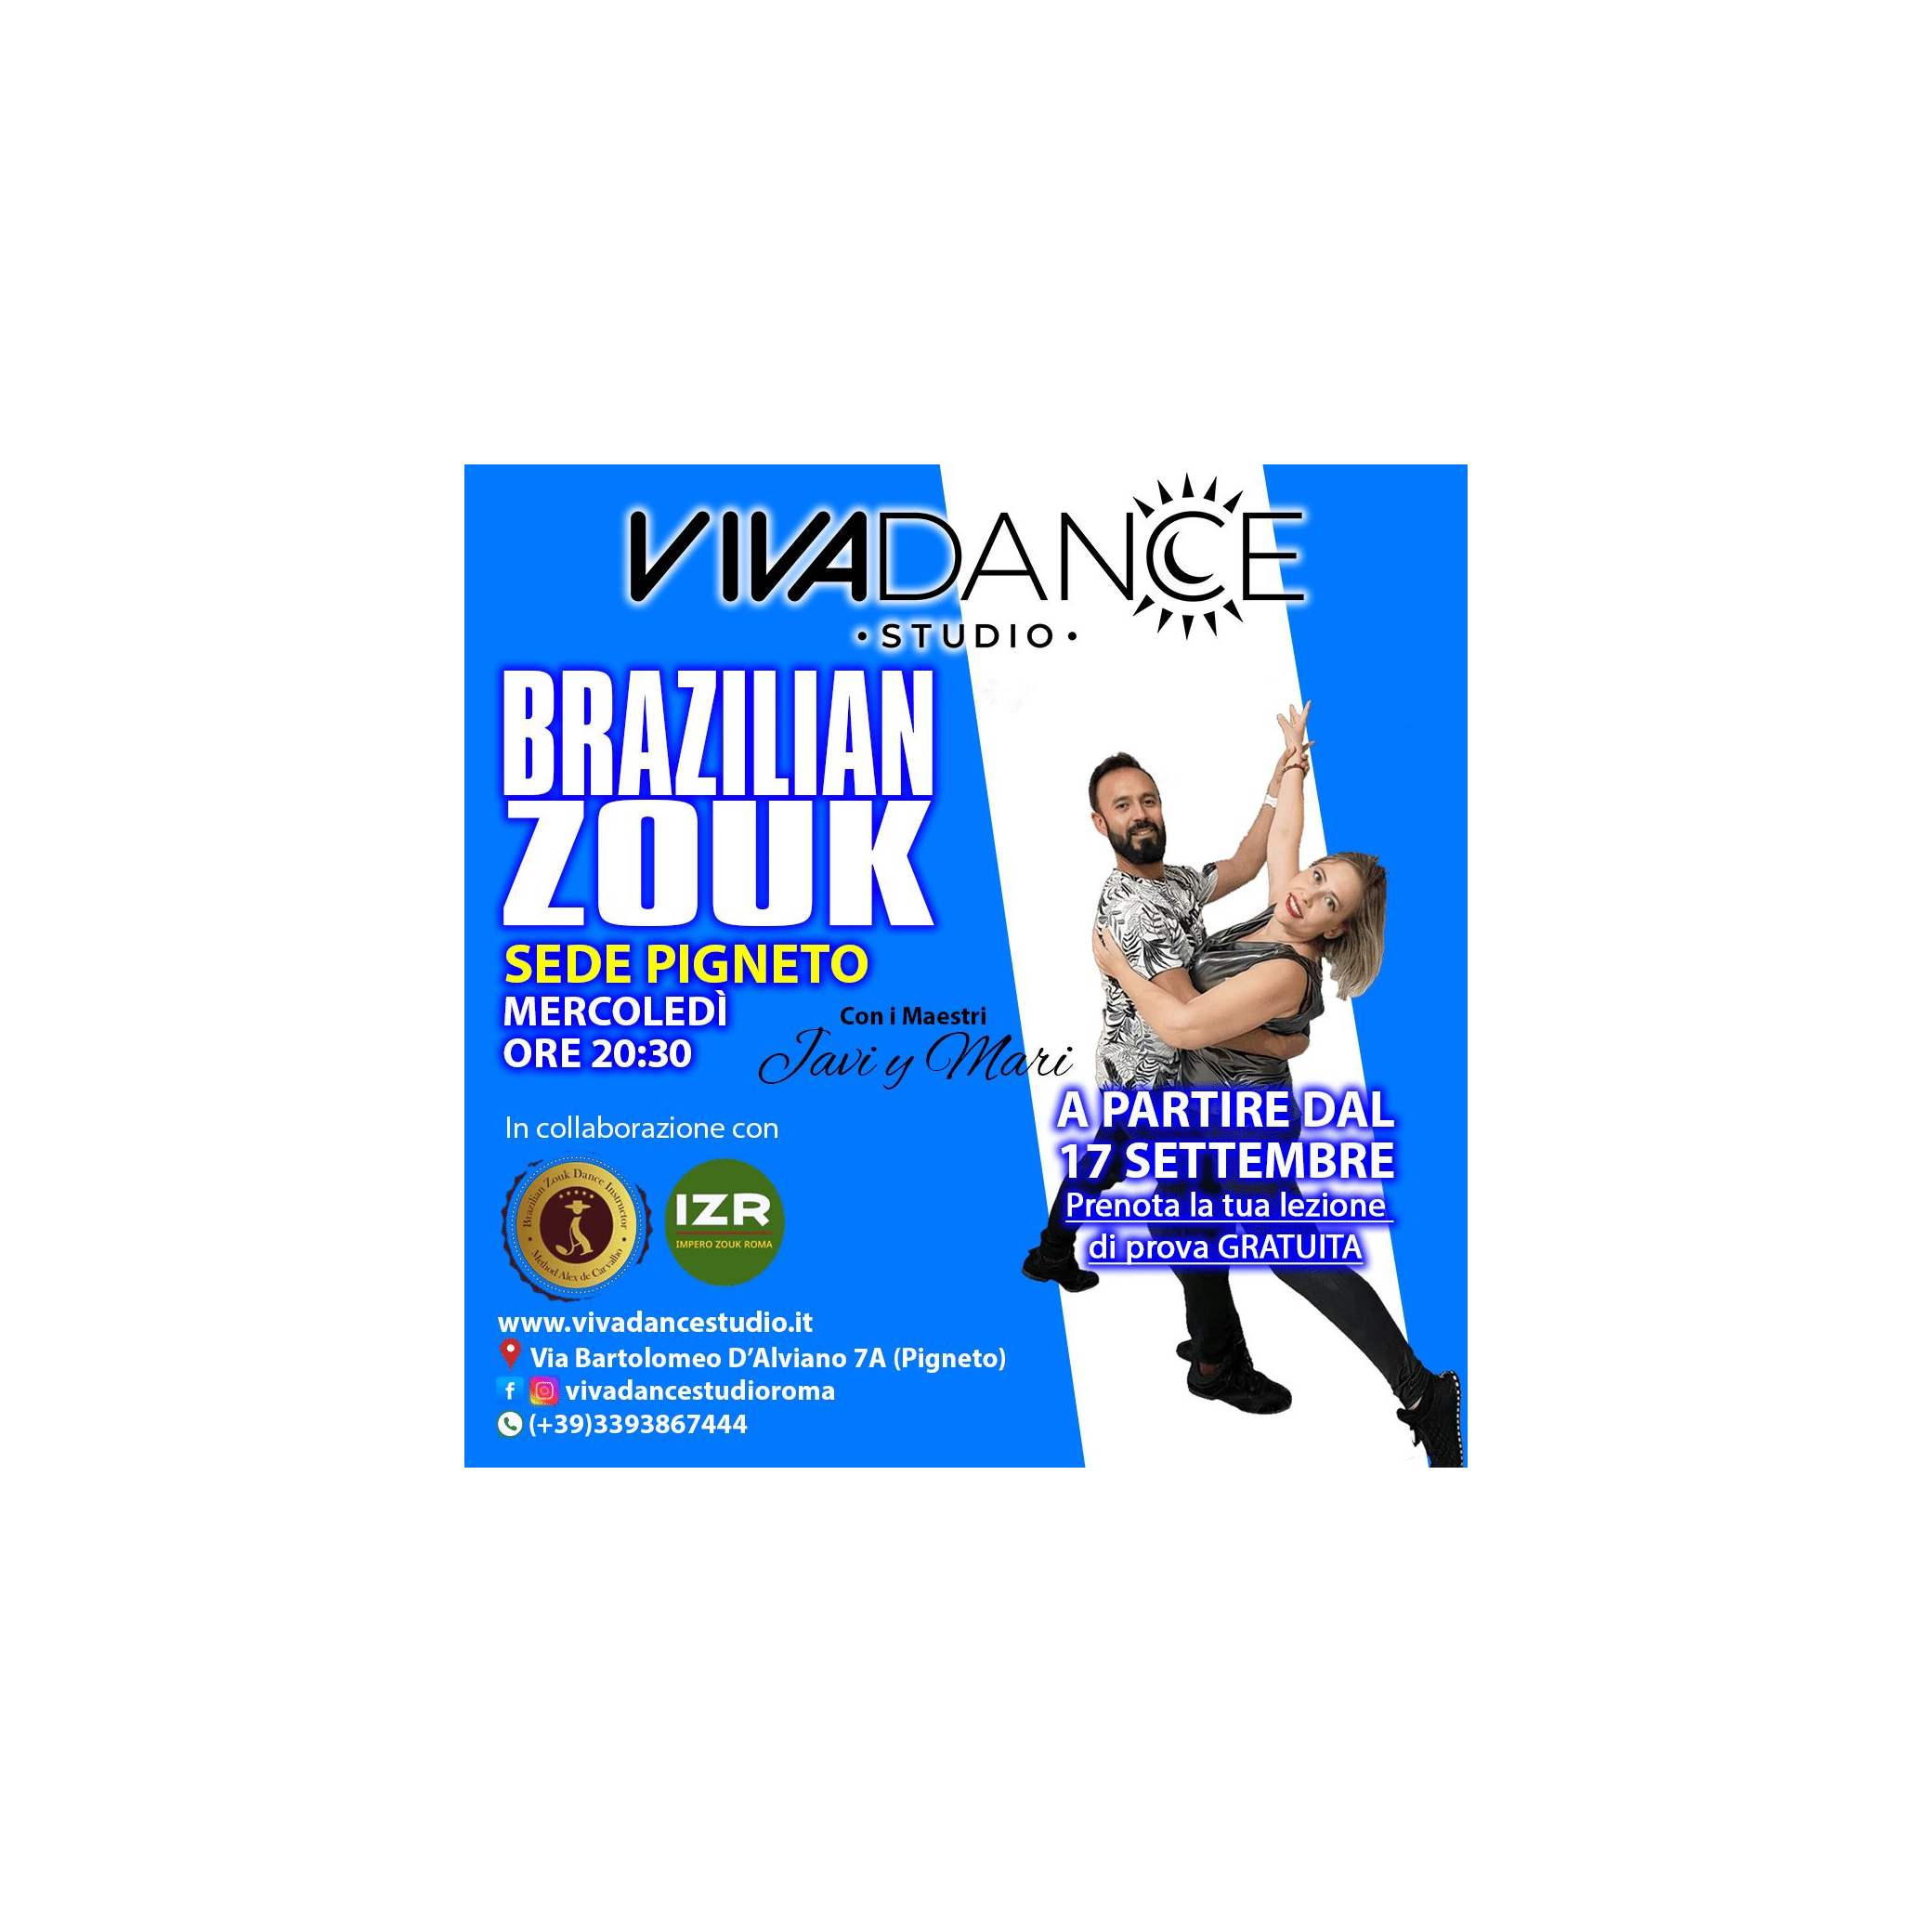 VIVADANCE
• STUDIO •
BRAZILIAN
ZOUK
SEDE PIGNETO
MERCOLEDÌ
ORE 20:30
Con i Maestri
Javi y Mari
A PARTIRE DAL
17 SETTEMBRE
Prenota la tua lezione
di prova GRATUITA
In collaborazione con
Brazilian Zouk Dance Instructor
• Method Alex de Carvalho •
IZR
IMPERO ZOUK ROMA
www.vivadancestudio.it
Via Bartolomeo D’Alviano 7A (Pigneto)
f vivadancestudioroma
(+39)3393867444